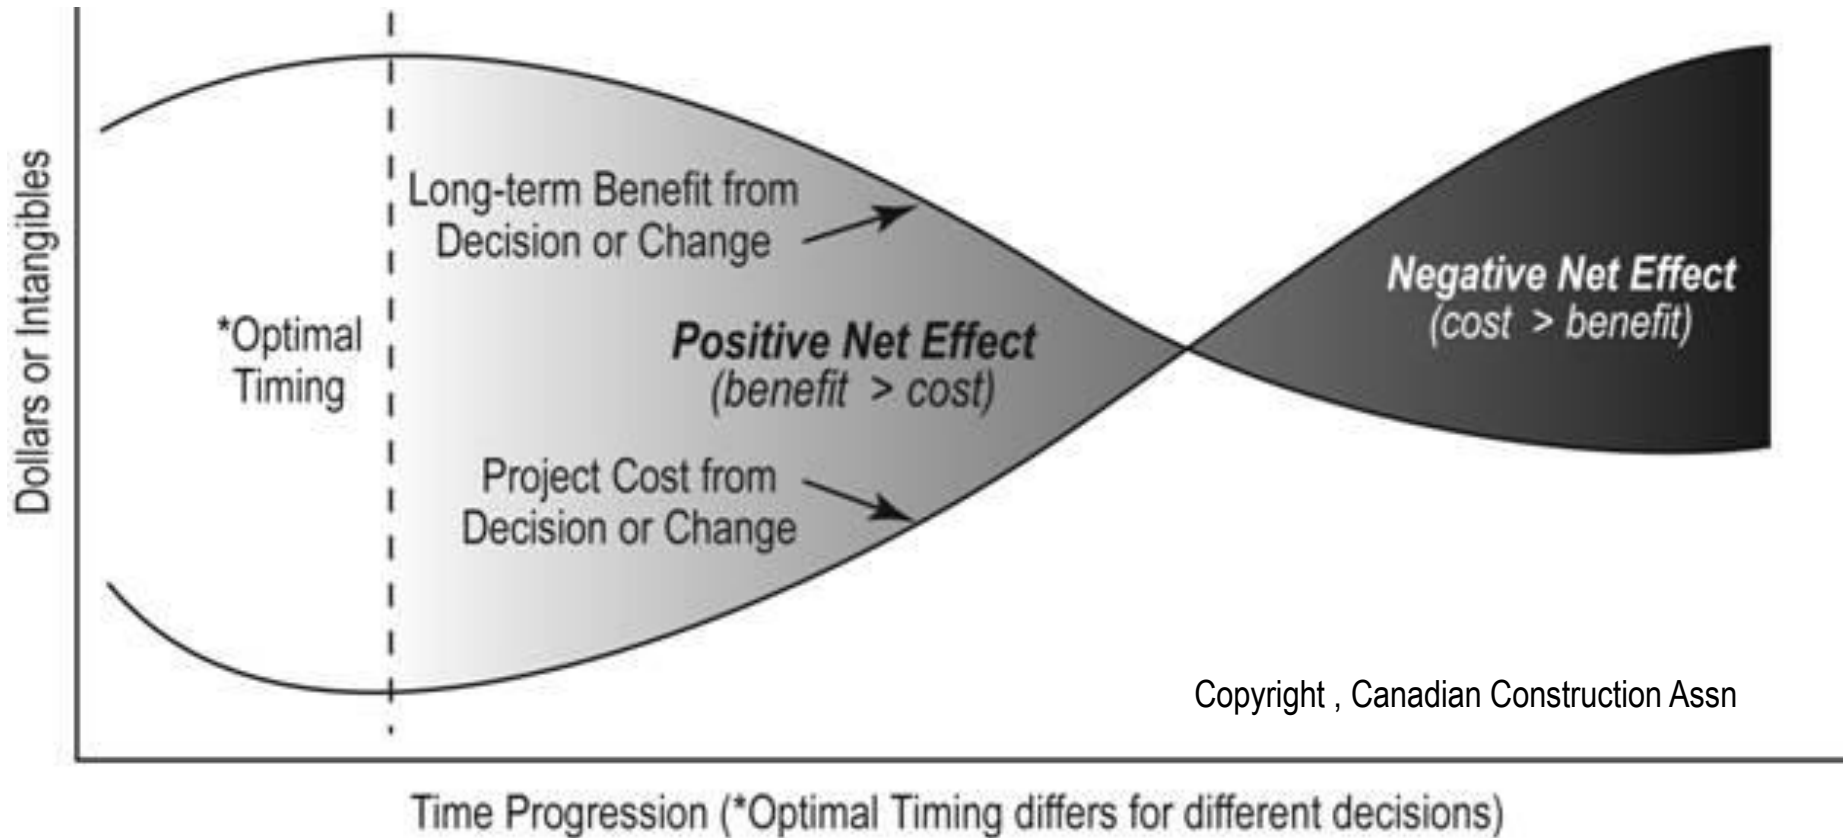 Dollars or Intangibles
Long-term Benefit from
Decision or Change
*Optimal
Timing
Positive Net Effect
(benefit > cost)
Negative Net Effect
(cost > benefit)
Project Cost from
Decision or Change
Copyright , Canadian Construction Assn
Time Progression (*Optimal Timing differs for different decisions)